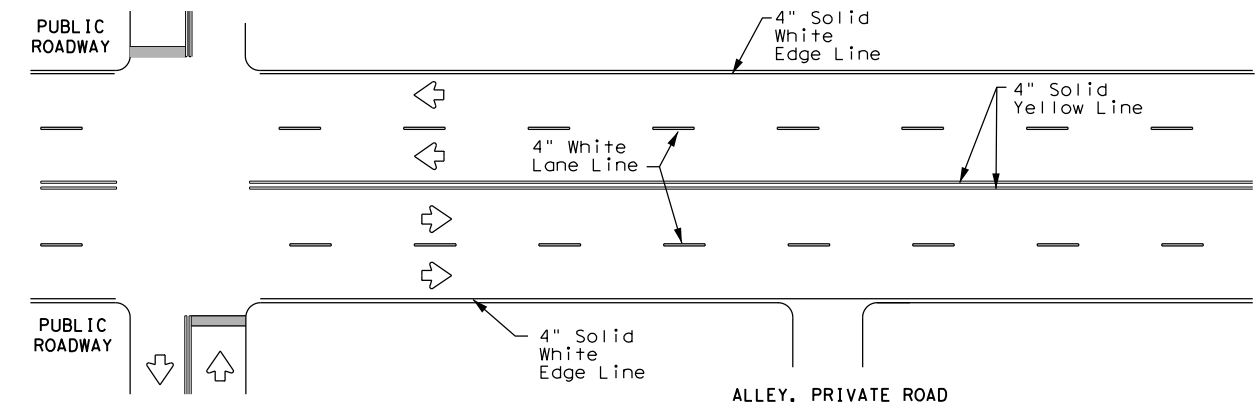 PUBLIC
ROADWAY
4" Solid
White
Edge Line
4" Solid
Yellow Line
4" White
Lane Line
PUBLIC
ROADWAY
4" Solid
White
Edge Line
ALLEY, PRIVATE ROAD